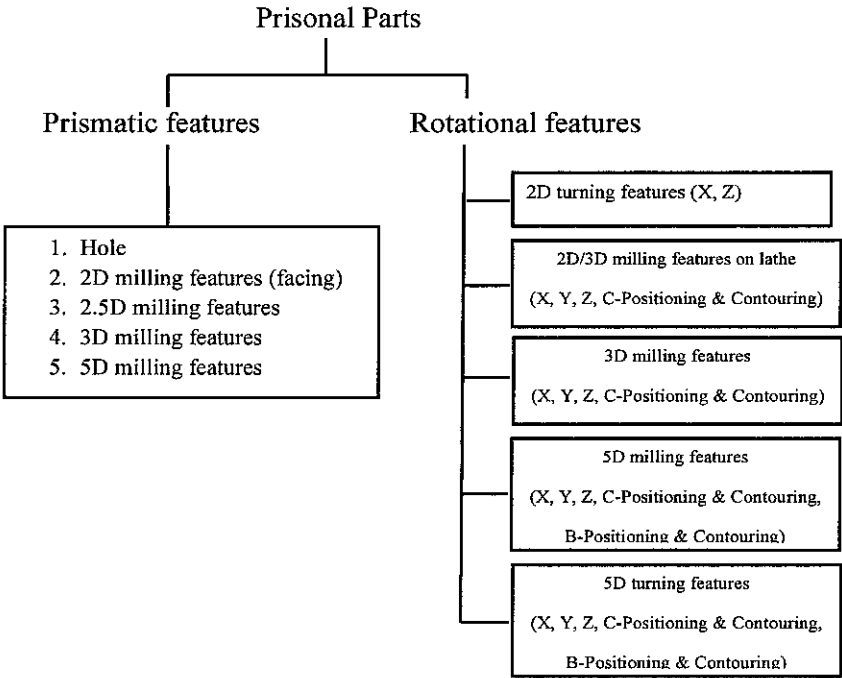 Prisonal Parts
Prismatic features
Rotational features
1. Hole
2. 2D milling features (facing)
3. 2.5D milling features
4. 3D milling features
5. 5D milling features
2D turning features (X, Z)
2D/3D milling features on lathe
(X, Y, Z, C-Positioning & Contouring)
3D milling features
(X, Y, Z, C-Positioning & Contouring)
5D milling features
(X, Y, Z, C-Positioning & Contouring,
B-Positioning & Contouring)
5D turning features
(X, Y, Z, C-Positioning & Contouring,
B-Positioning & Contouring)